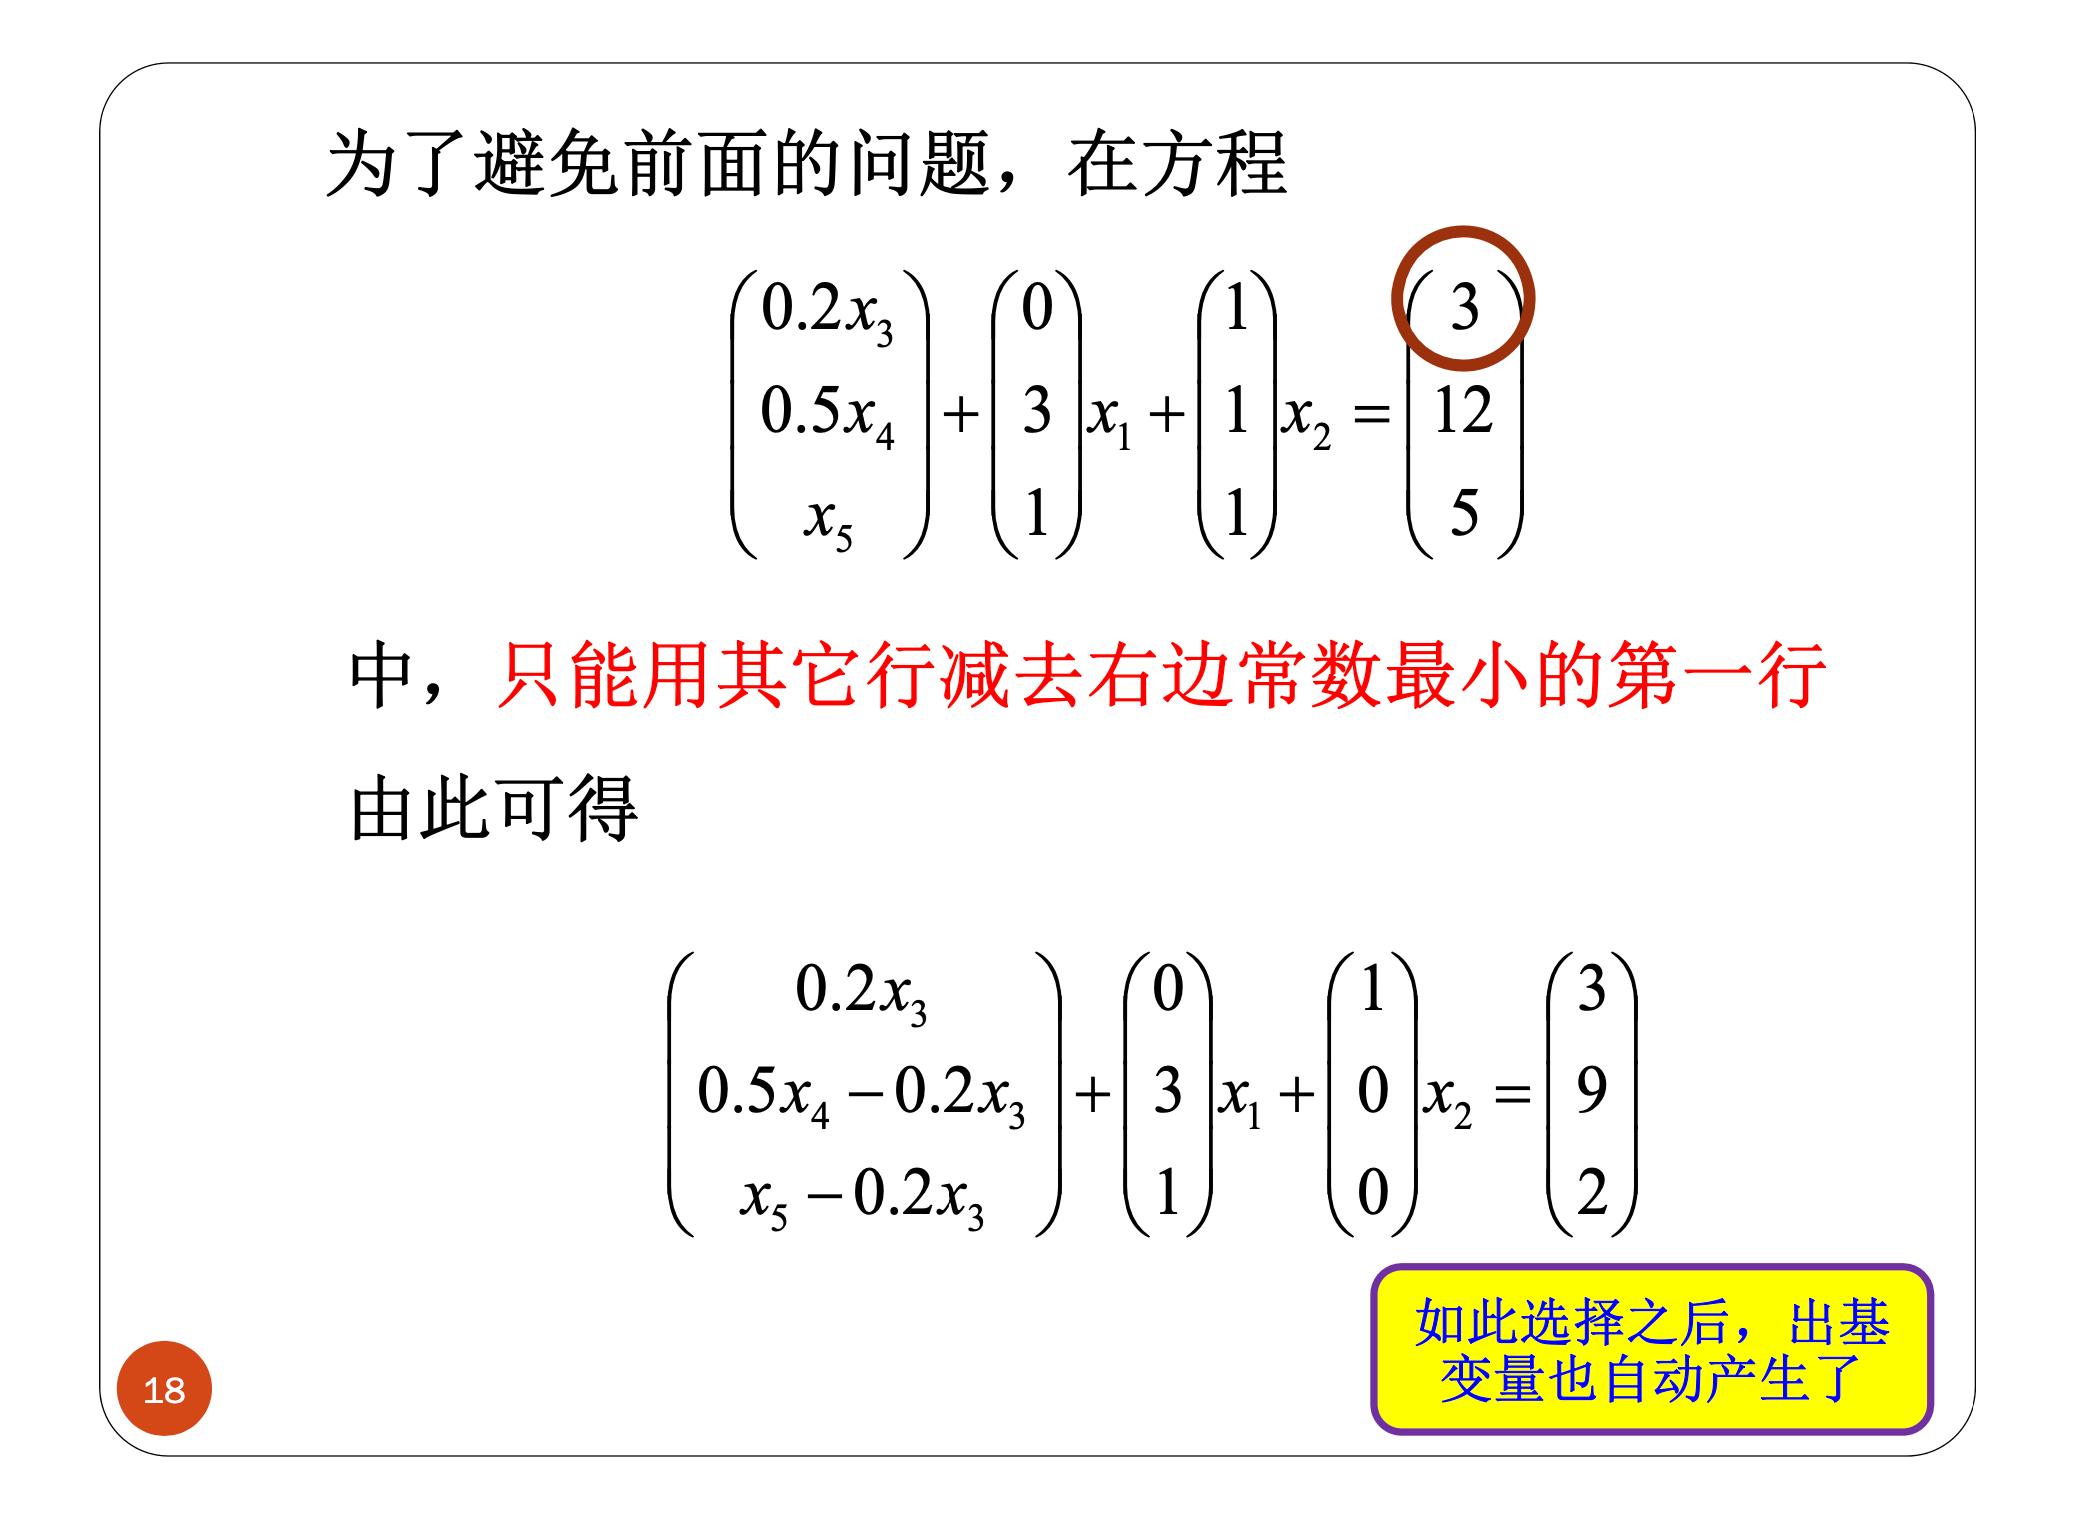 为了避免前面的问题，在方程
$$\begin{pmatrix} 0.2x_3 \\ 0.5x_4 \\ x_5 \end{pmatrix} + \begin{pmatrix} 0 \\ 3 \\ 1 \end{pmatrix} x_1 + \begin{pmatrix} 1 \\ 1 \\ 1 \end{pmatrix} x_2 = \begin{pmatrix} 3 \\ 12 \\ 5 \end{pmatrix}$$
中，只能用其它行减去右边常数最小的第一行
由此可得
$$\begin{pmatrix} 0.2x_3 \\ 0.5x_4 - 0.2x_3 \\ x_5 - 0.2x_3 \end{pmatrix} + \begin{pmatrix} 0 \\ 3 \\ 1 \end{pmatrix} x_1 + \begin{pmatrix} 1 \\ 0 \\ 0 \end{pmatrix} x_2 = \begin{pmatrix} 3 \\ 9 \\ 2 \end{pmatrix}$$
如此选择之后，出基
变量也自动产生了
18